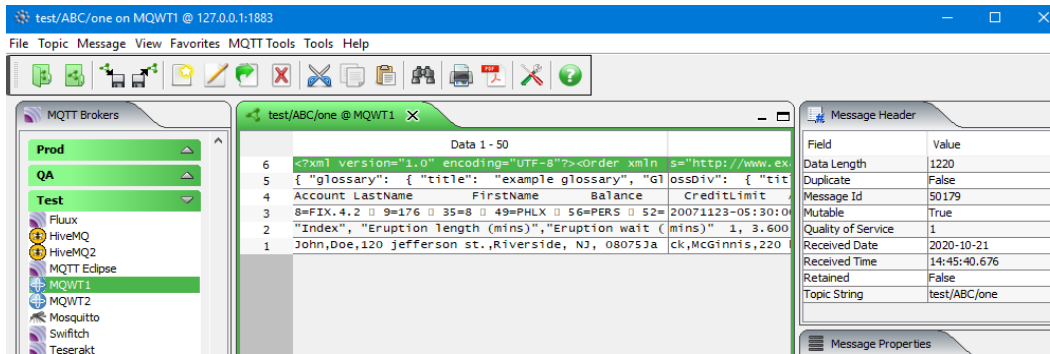 test/ABC/one on MQWT1 @ 127.0.0.1:1883
File Topic Message View Favorites MQTT Tools Tools Help
MQTT Brokers
Prod
QA
Test
Fluux
HiveMQ
HiveMQ2
MQTT Eclipse
MQWT1
MQWT2
Mosquitto
Swifitch
Teserakt
test/ABC/one @ MQWT1
Data 1 - 50
6 <?xml version="1.0" encoding="UTF-8"?><Order xmln s="http://www.ex
5 { "glossary": { "title": "example glossary", "Gl ossDiv": { "tit
4 Account LastName FirstName Balance CreditLimit
3 8=FIX.4.2 9=176 35=8 49=PHLX 56=PERS 52= 20071123-05:30:0
2 "Index", "Eruption length (mins)","Eruption wait ( mins)" 1, 3.600
1 John,Doe,120 jefferson st.,Riverside, NJ, 08075Ja ck,McGinnis,220
Message Header
Field Value
Data Length 1220
Duplicate False
Message Id 50179
Mutable True
Quality of Service 1
Received Date 2020-10-21
Received Time 14:45:40.676
Retained False
Topic String test/ABC/one
Message Properties